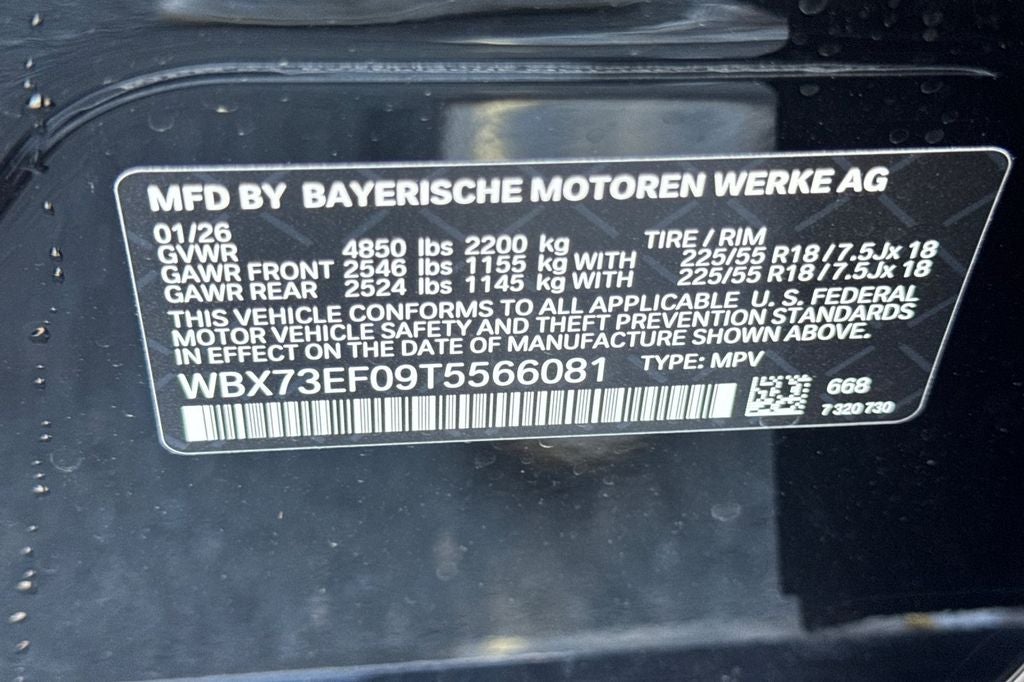 MFD BY BAYERISCHE MOTOREN WERKE AG
01/26
GVWR 4850 lbs 2200 kg TIRE / RIM
GAWR FRONT 2546 lbs 1155 kg WITH 225/55 R18 / 7.5Jx 18
GAWR REAR 2524 lbs 1145 kg WITH 225/55 R18 / 7.5Jx 18
THIS VEHICLE CONFORMS TO ALL APPLICABLE U. S. FEDERAL
MOTOR VEHICLE SAFETY AND THEFT PREVENTION STANDARDS
IN EFFECT ON THE DATE OF MANUFACTURE SHOWN ABOVE.
WBX73EF09T5566081 TYPE: MPV
668
7 320 730